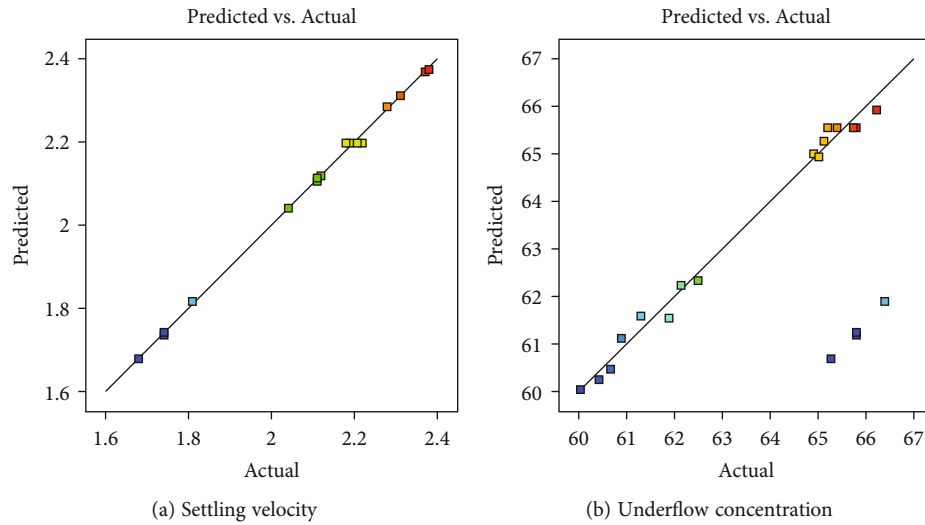 Predicted vs. Actual
2.4
2.2
2
1.8
1.6
Predicted
1.6 1.8 2 2.2 2.4
Actual
(a) Settling velocity
Predicted vs. Actual
67
66
65
64
63
62
61
60
Predicted
60 61 62 63 64 65 66 67
Actual
(b) Underflow concentration